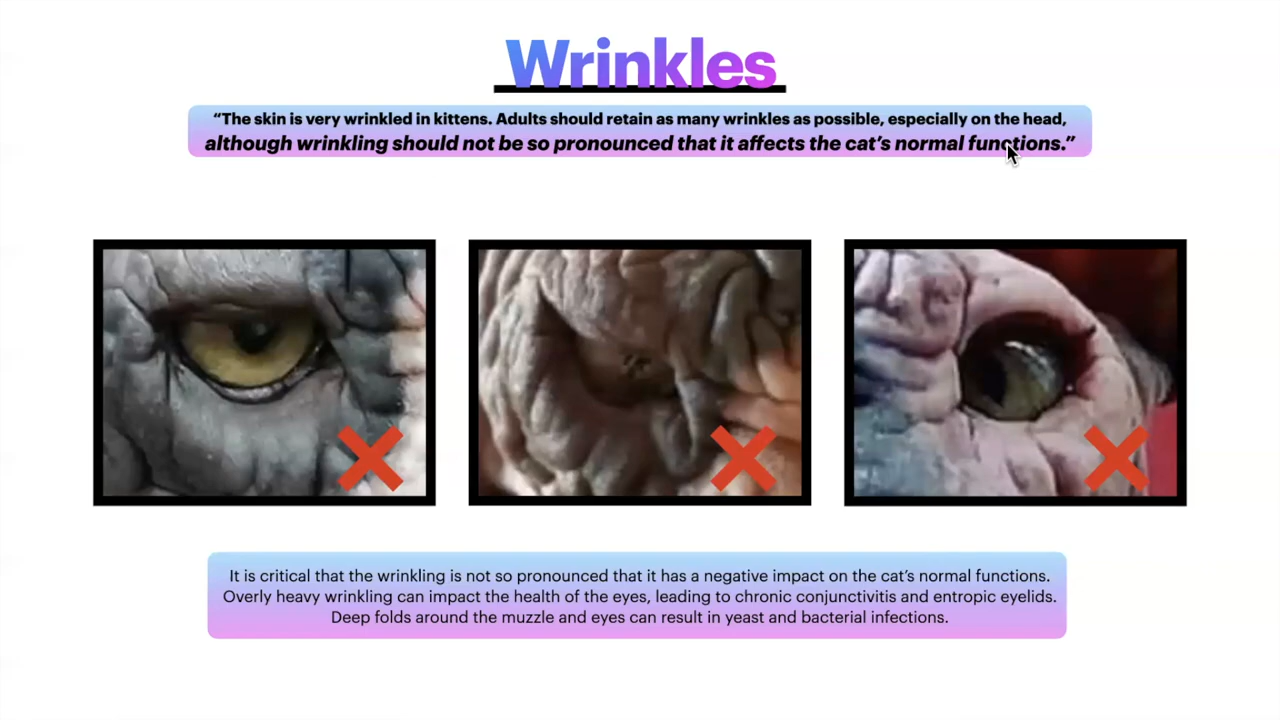 Wrinkles
“The skin is very wrinkled in kittens. Adults should retain as many wrinkles as possible, especially on the head,
although wrinkling should not be so pronounced that it affects the cat’s normal functions.”
It is critical that the wrinkling is not so pronounced that it has a negative impact on the cat’s normal functions.
Overly heavy wrinkling can impact the health of the eyes, leading to chronic conjunctivitis and entropic eyelids.
Deep folds around the muzzle and eyes can result in yeast and bacterial infections.